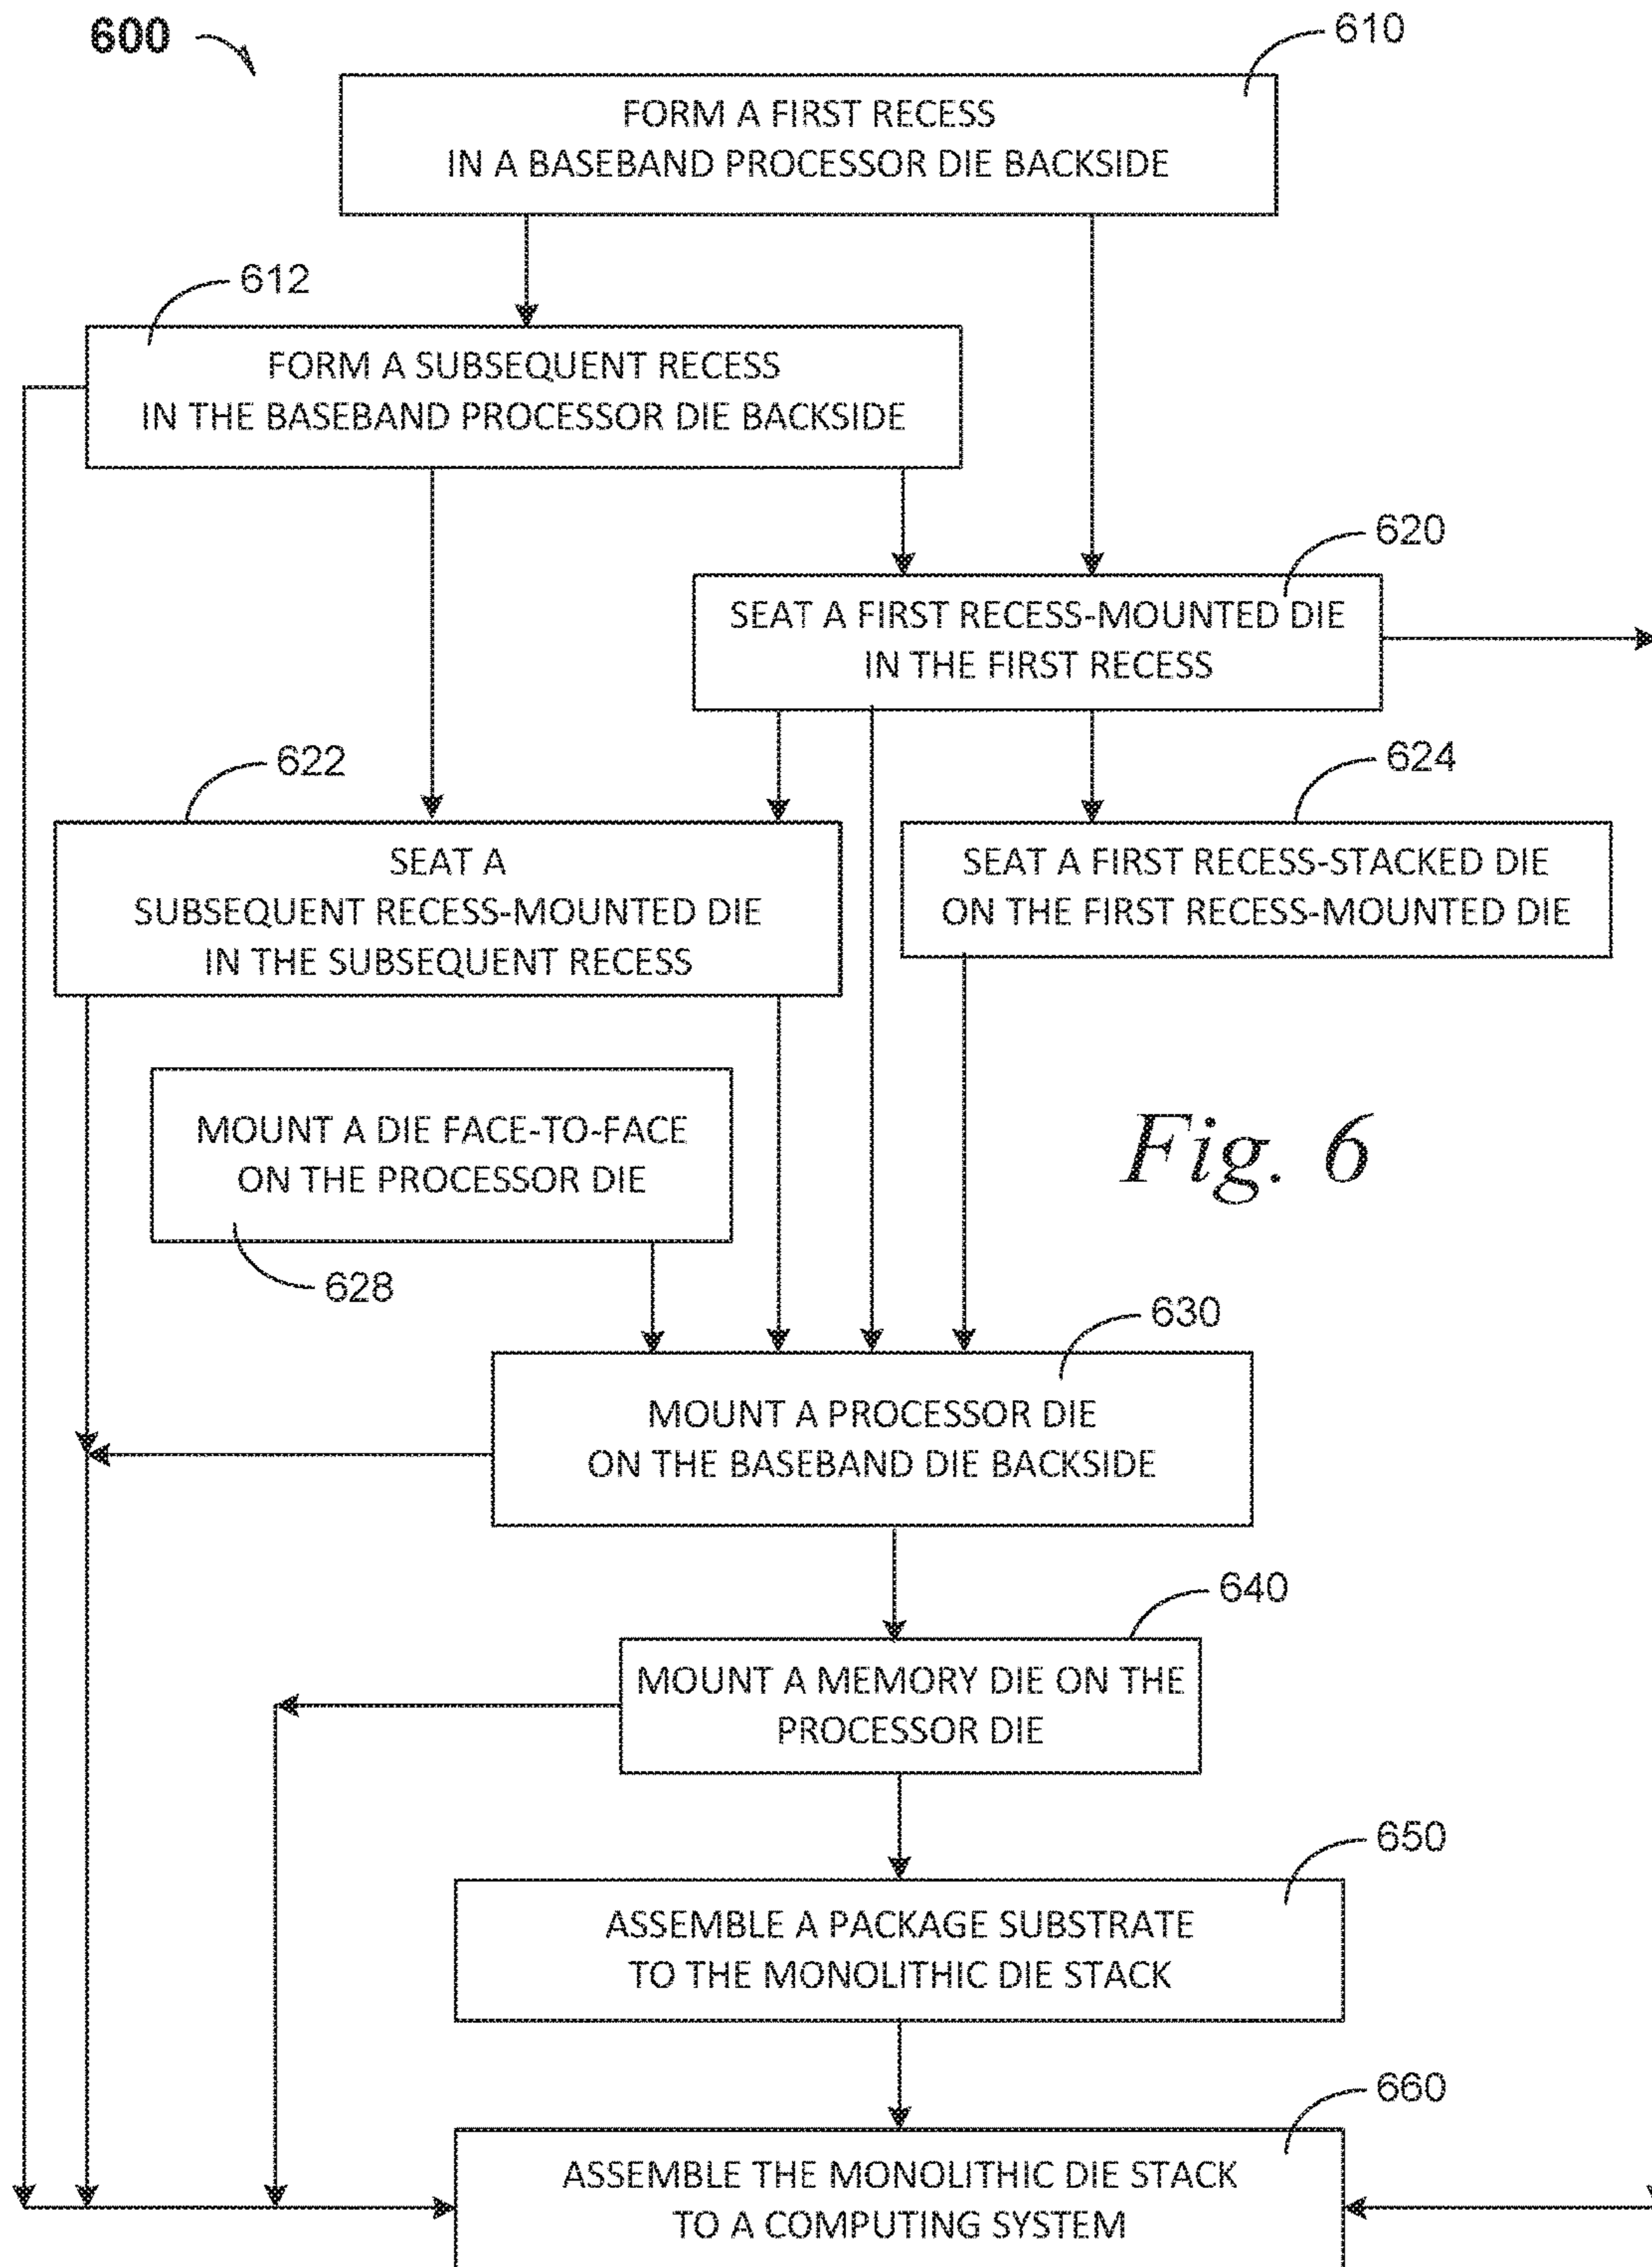 600
610
FORM A FIRST RECESS
IN A BASEBAND PROCESSOR DIE BACKSIDE
612
FORM A SUBSEQUENT RECESS
IN THE BASEBAND PROCESSOR DIE BACKSIDE
620
SEAT A FIRST RECESS-MOUNTED DIE
IN THE FIRST RECESS
622
SEAT A
SUBSEQUENT RECESS-MOUNTED DIE
IN THE SUBSEQUENT RECESS
624
SEAT A FIRST RECESS-STACKED DIE
ON THE FIRST RECESS-MOUNTED DIE
MOUNT A DIE FACE-TO-FACE
ON THE PROCESSOR DIE
628
Fig. 6
630
MOUNT A PROCESSOR DIE
ON THE BASEBAND DIE BACKSIDE
640
MOUNT A MEMORY DIE ON THE
PROCESSOR DIE
650
ASSEMBLE A PACKAGE SUBSTRATE
TO THE MONOLITHIC DIE STACK
660
ASSEMBLE THE MONOLITHIC DIE STACK
TO A COMPUTING SYSTEM